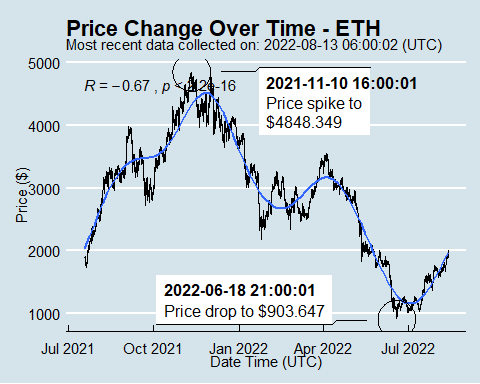 Price Change Over Time - ETH
Most recent data collected on: 2022-08-13 06:00:02 (UTC)
5000
4000
3000
2000
1000
Price ($)
R = −0.67 , p < 2.2e-16
2021-11-10 16:00:01
Price spike to
$4848.349
2022-06-18 21:00:01
Price drop to $903.647
Jul 2021
Oct 2021
Jan 2022
Apr 2022
Jul 2022
Date Time (UTC)